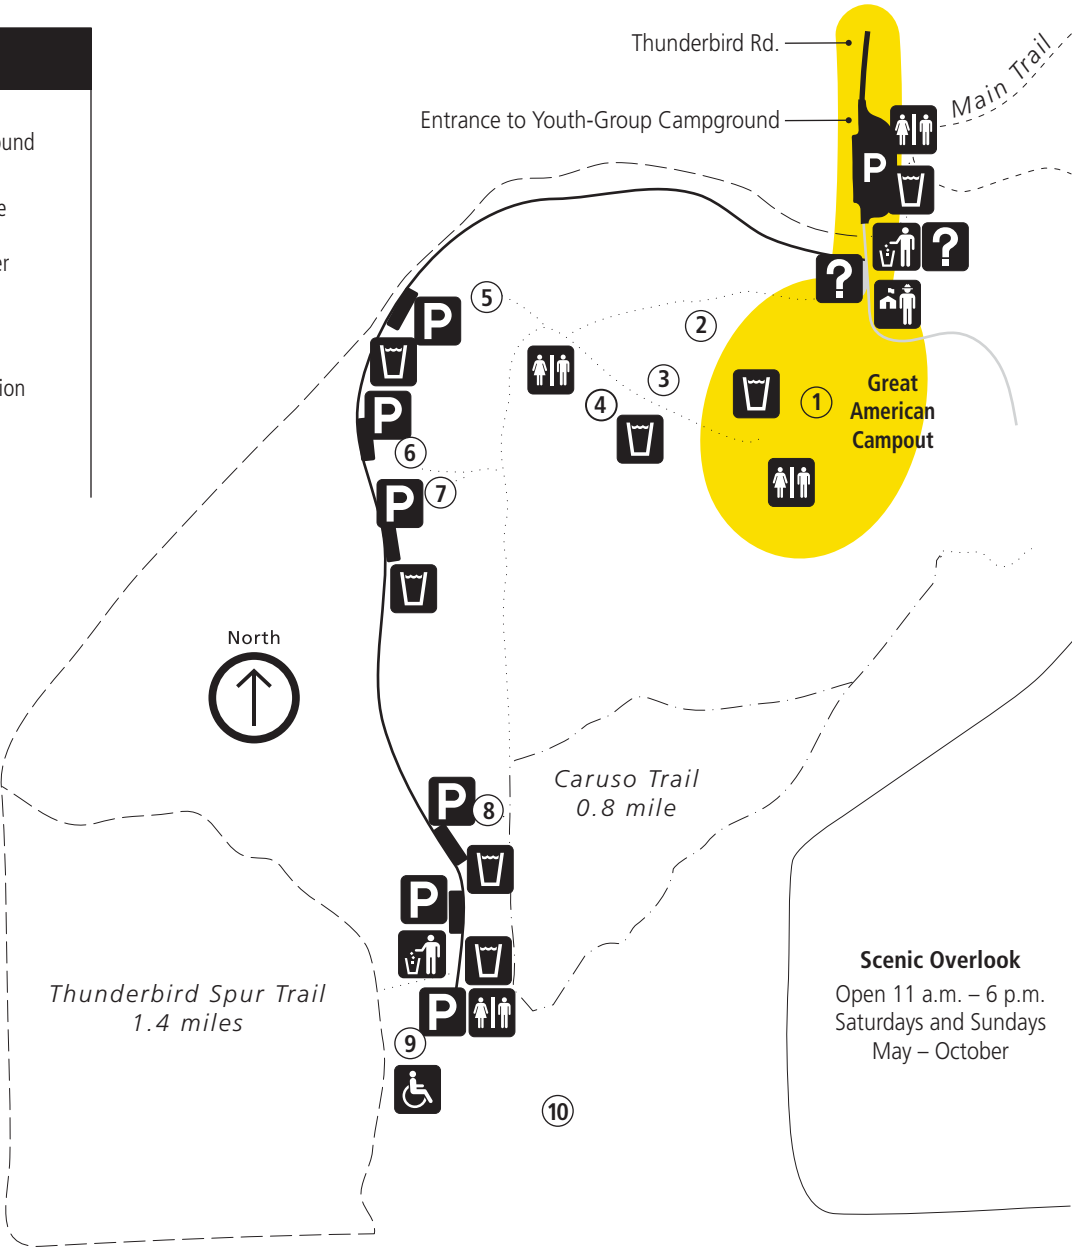 Thunderbird Rd.
Main Trail
Entrance to Youth-Group Campground
P
?
?
5
P
2
3
P
4
1
Great
American
Campout
6
7
P
North
Caruso Trail
0.8 mile
P
8
P
Thunderbird Spur Trail
1.4 miles
P
9
10
Scenic Overlook
Open 11 a.m. – 6 p.m.
Saturdays and Sundays
May – October